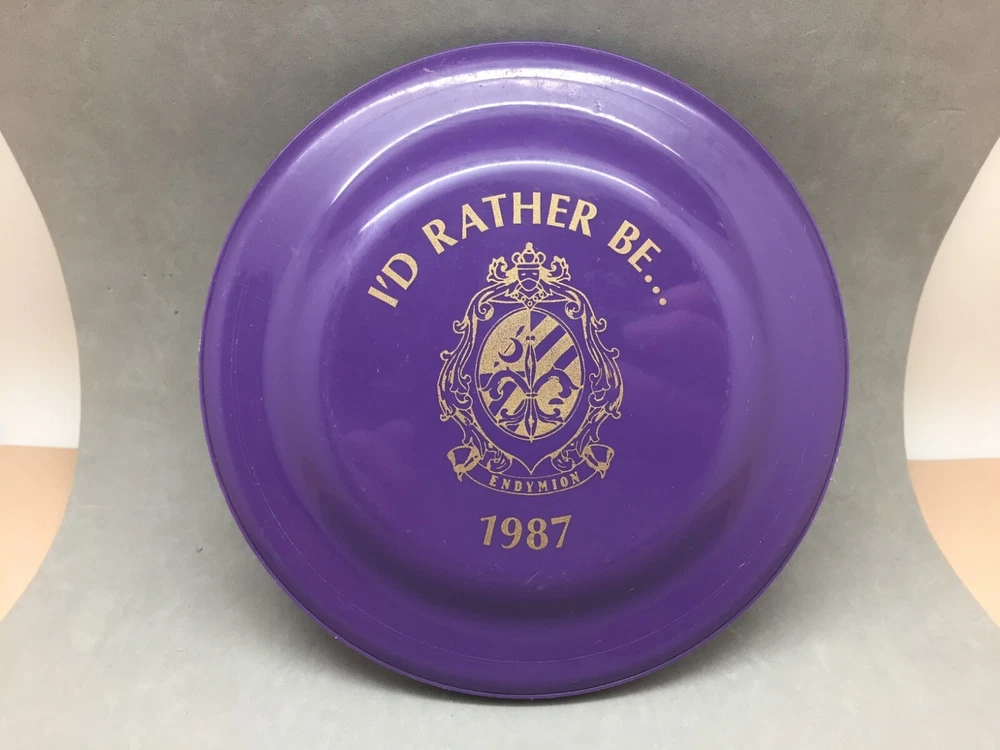 I'D RATHER BE...
ENDYMION
1987